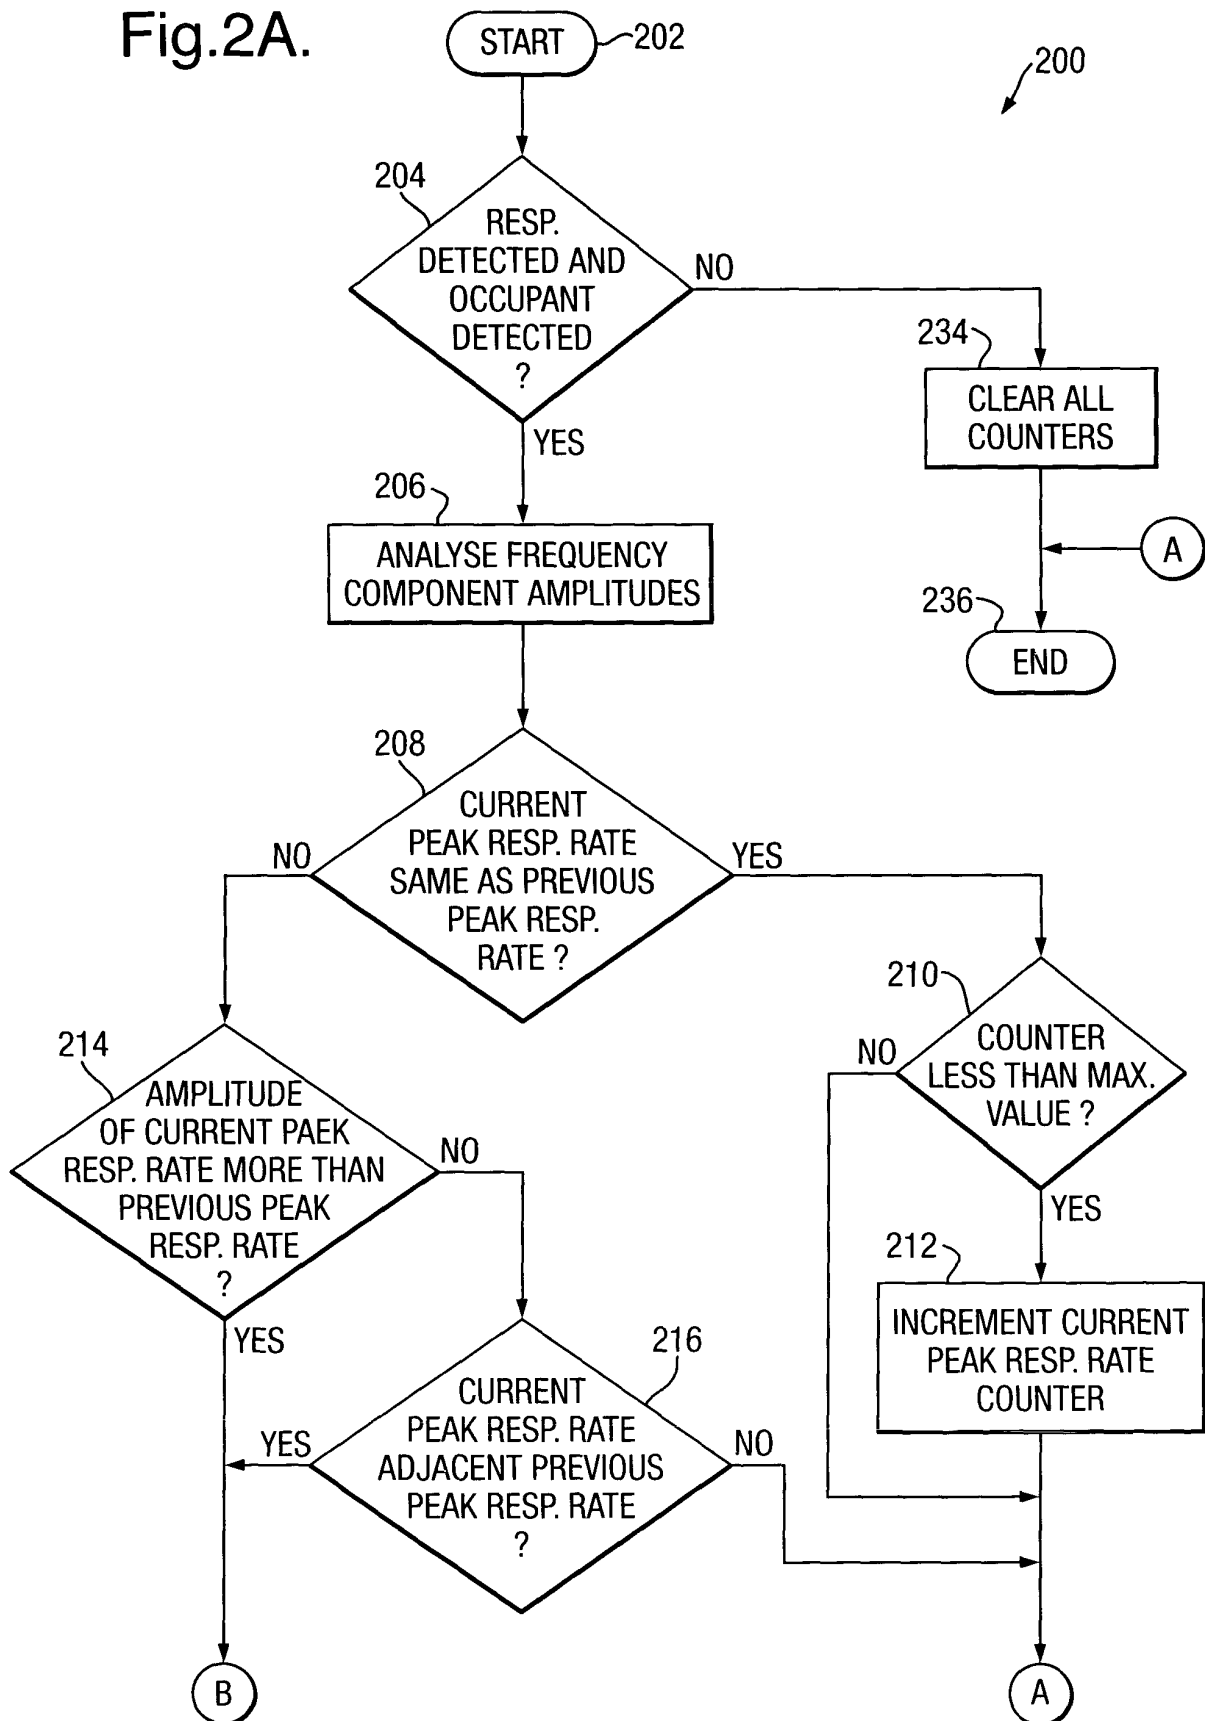 Fig.2A.
START
202
200
204
RESP.
DETECTED AND
OCCUPANT
DETECTED
?
NO
YES
234
CLEAR ALL
COUNTERS
206
ANALYSE FREQUENCY
COMPONENT AMPLITUDES
A
236
END
208
CURRENT
PEAK RESP. RATE
SAME AS PREVIOUS
PEAK RESP.
RATE ?
NO
YES
210
COUNTER
LESS THAN MAX.
VALUE ?
NO
YES
214
AMPLITUDE
OF CURRENT PAEK
RESP. RATE MORE THAN
PREVIOUS PEAK
RESP. RATE
?
NO
YES
212
INCREMENT CURRENT
PEAK RESP. RATE
COUNTER
216
CURRENT
PEAK RESP. RATE
ADJACENT PREVIOUS
PEAK RESP. RATE
?
YES
NO
B
A